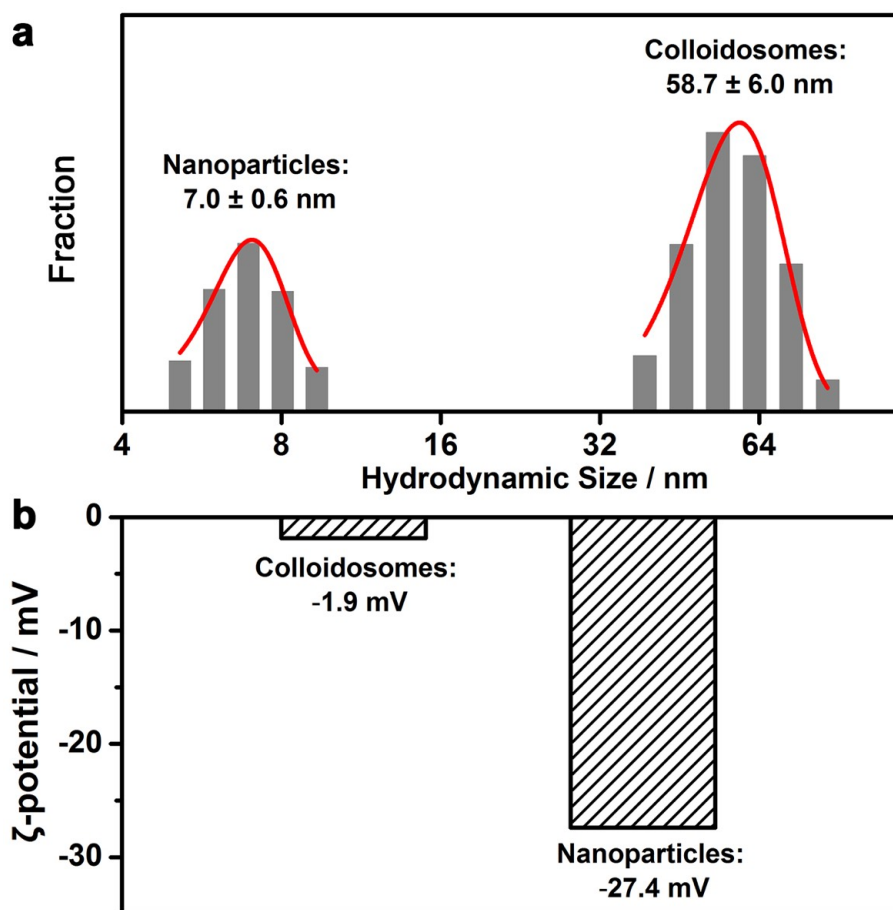 a
Colloidosomes:
58.7 ± 6.0 nm
Nanoparticles:
7.0 ± 0.6 nm
Fraction
4 8 16 32 64
Hydrodynamic Size / nm
b
0
-10
-20
-30
ζ-potential / mV
Colloidosomes:
-1.9 mV
Nanoparticles:
-27.4 mV